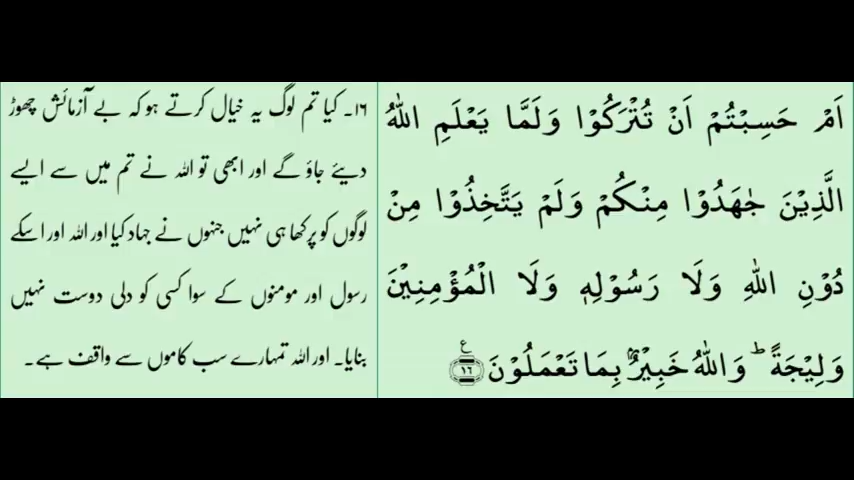 اَمْ حَسِبْتُمْ اَنْ تُتْرَكُوْا وَلَمَّا يَعْلَمِ اللّٰهُ
الَّذِيْنَ جٰهَدُوْا مِنْكُمْ وَلَمْ يَتَّخِذُوْا مِنْ
دُوْنِ اللّٰهِ وَلَا رَسُوْلِهٖ وَلَا الْمُؤْمِنِيْنَ
وَلِيْجَةً ؕ وَاللّٰهُ خَبِيْرٌۢ بِمَا تَعْمَلُوْنَ ع ١٦
١٦۔ کیا تم لوگ یہ خیال کرتے ہو کہ بے آزمائش چھوڑ
دیئے جاؤ گے اور ابھی تو اللہ نے تم میں سے ایسے
لوگوں کو پرکھا ہی نہیں جنہوں نے جہاد کیا اور اللہ اور اسکے
رسول اور مومنوں کے سوا کسی کو دلی دوست نہیں
بنایا۔ اور اللہ تمہارے سب کاموں سے واقف ہے۔